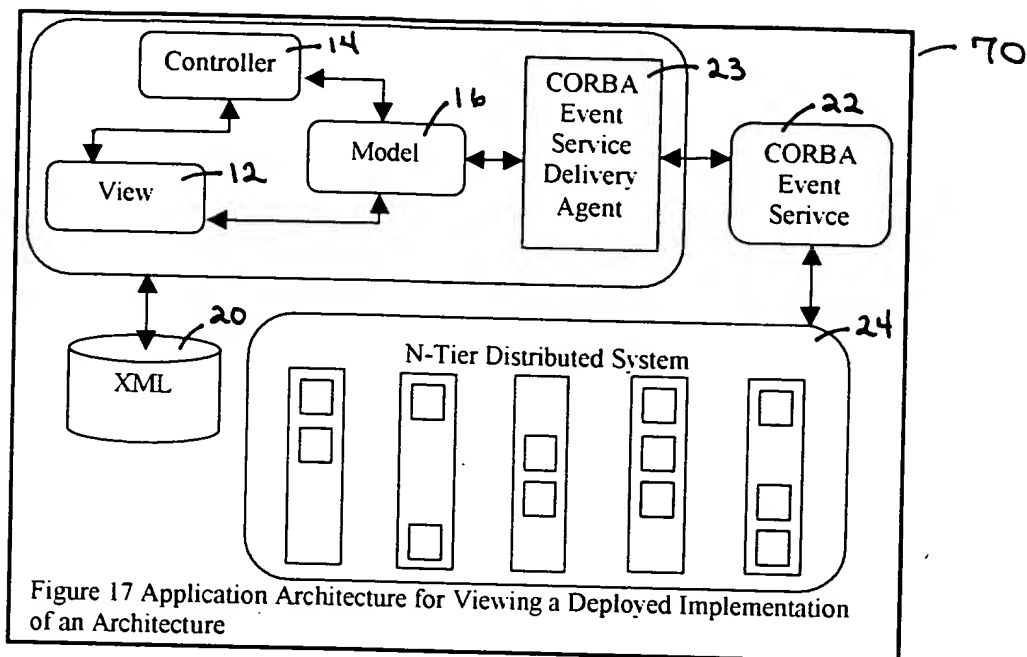 Controller
14
70
23
CORBA
Event
Service
Delivery
Agent
16
Model
22
CORBA
Event
Serivce
View
12
20
XML
24
N-Tier Distributed System
Figure 17 Application Architecture for Viewing a Deployed Implementation
of an Architecture